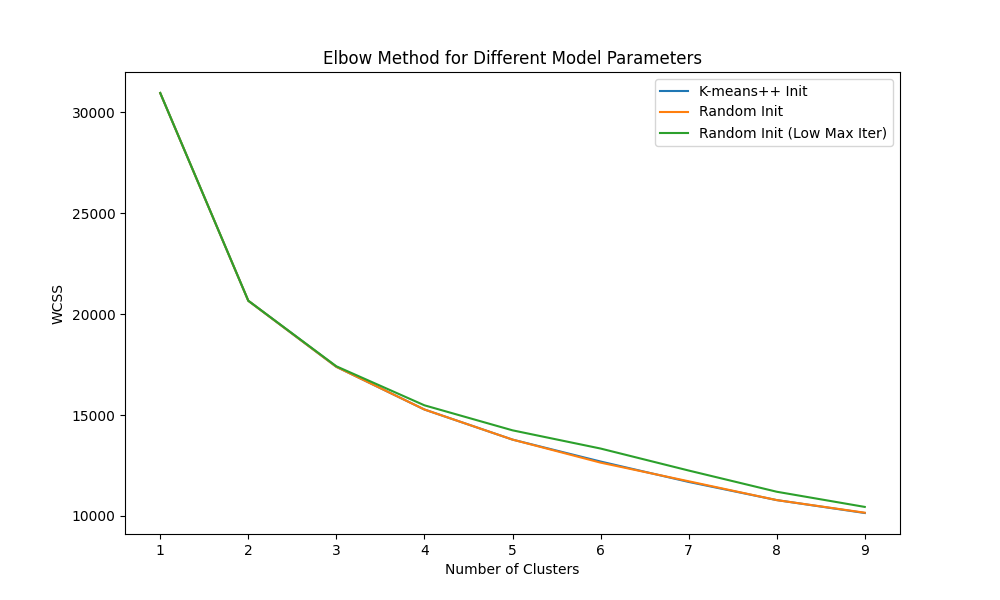 Elbow Method for Different Model Parameters
K-means++ Init
Random Init
Random Init (Low Max Iter)
30000
25000
20000
15000
10000
WCSS
1 2 3 4 5 6 7 8 9
Number of Clusters